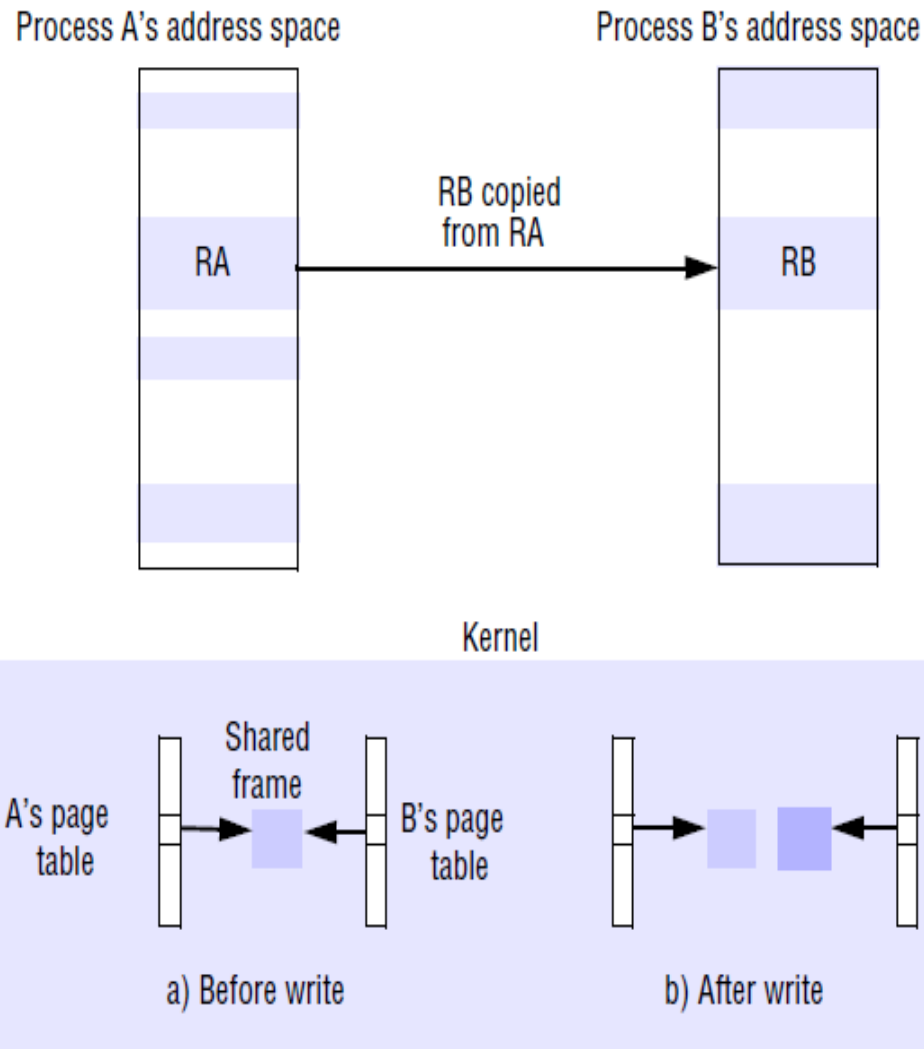 Process A's address space
Process B's address space
RB copied
from RA
RA
RB
Kernel
Shared
frame
A's page
table
B's page
table
a) Before write
b) After write